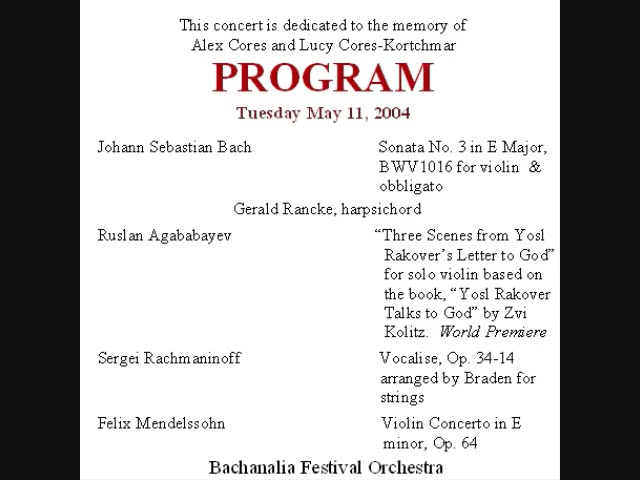 This concert is dedicated to the memory of
Alex Cores and Lucy Cores-Kortchmar
PROGRAM
Tuesday May 11, 2004
Johann Sebastian Bach
Sonata No. 3 in E Major,
BWV1016 for violin &
obbligato
Gerald Rancke, harpsichord
Ruslan Agababayev
“Three Scenes from Yosl
Rakover’s Letter to God”
for solo violin based on
the book, “Yosl Rakover
Talks to God” by Zvi
Kolitz. World Premiere
Sergei Rachmaninoff
Vocalise, Op. 34-14
arranged by Braden for
strings
Felix Mendelssohn
Violin Concerto in E
minor, Op. 64
Bachanalia Festival Orchestra